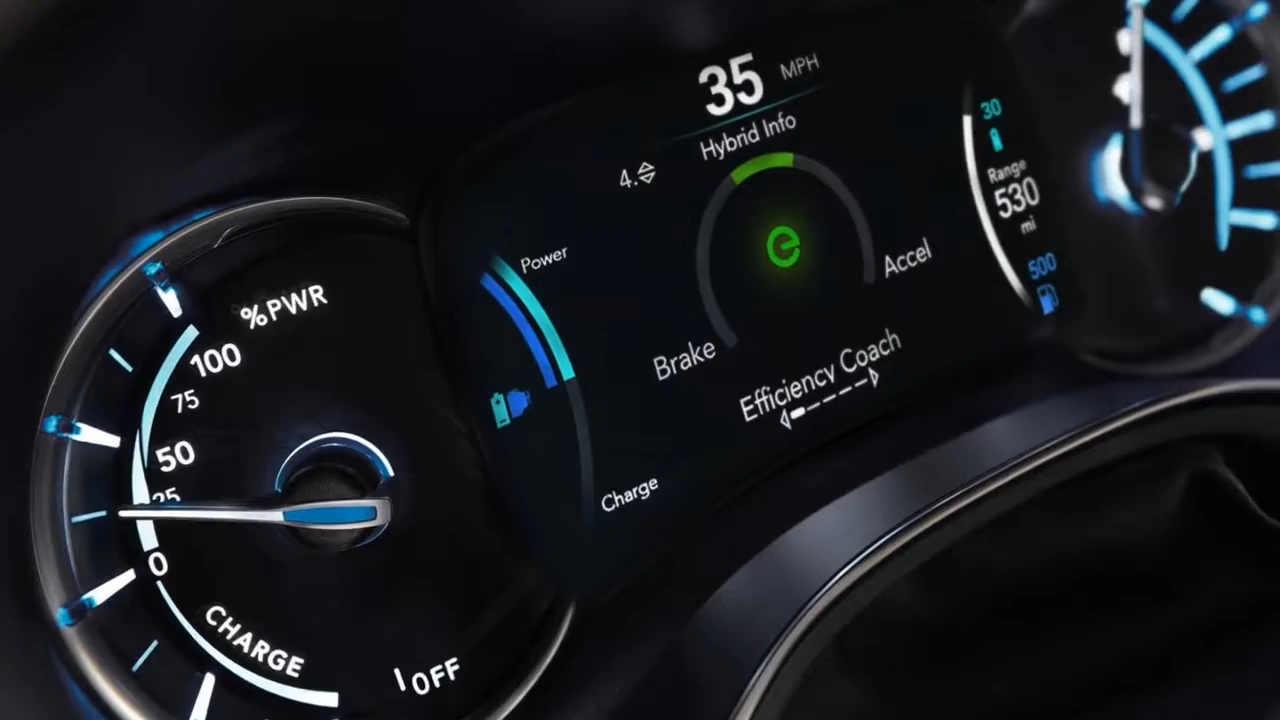 35 MPH
Hybrid Info
4.
Power
Brake
Accel
Efficiency Coach
Charge
30
Range
530
mi
500
%PWR
100
75
50
25
0
CHARGE
OFF